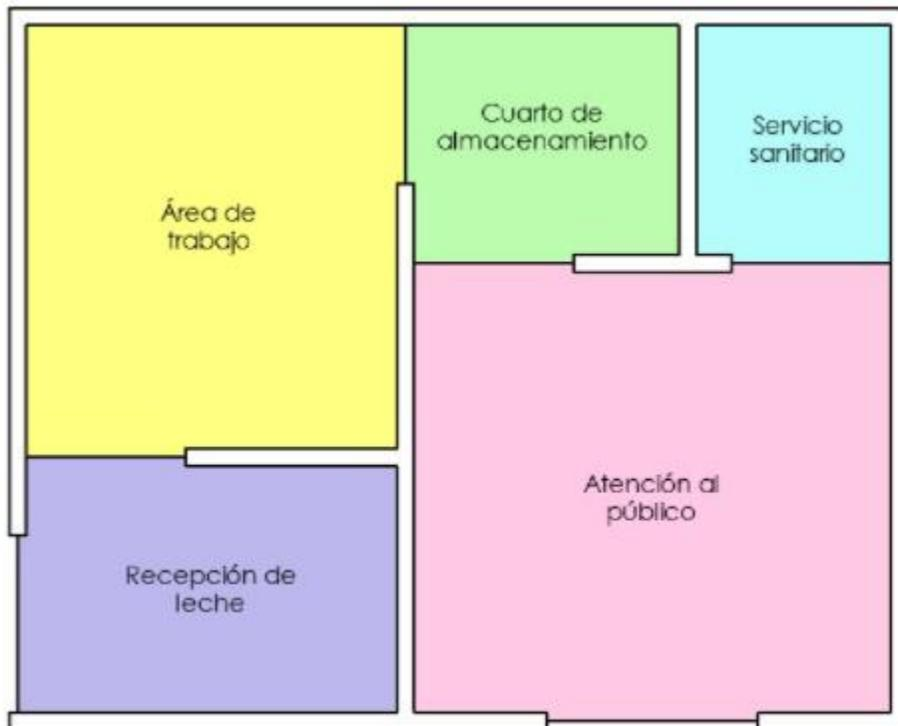 Cuarto de
almacenamiento
Servicio
sanitario
Área de
trabajo
Atención al
público
Recepción de
leche